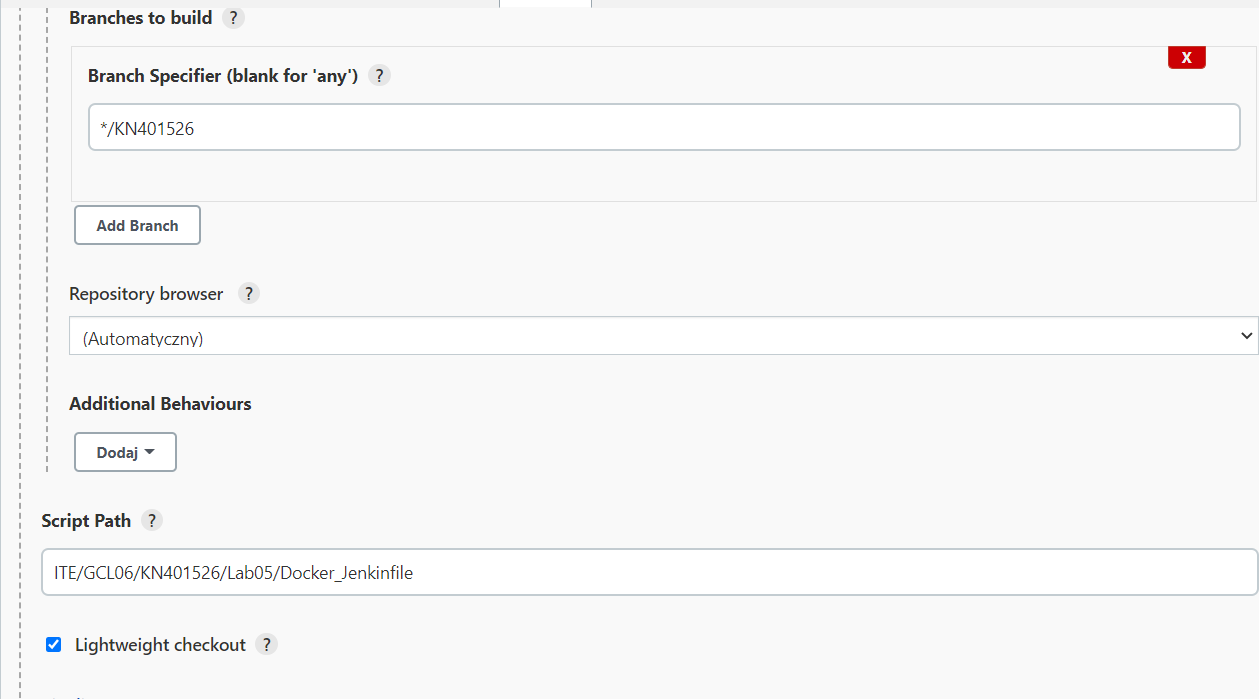 Branches to build ?
X
Branch Specifier (blank for 'any') ?
*/KN401526
Add Branch
Repository browser ?
(Automatyczny)
Additional Behaviours
Dodaj
Script Path ?
ITE/GCL06/KN401526/Lab05/Docker_Jenkinfile
Lightweight checkout ?